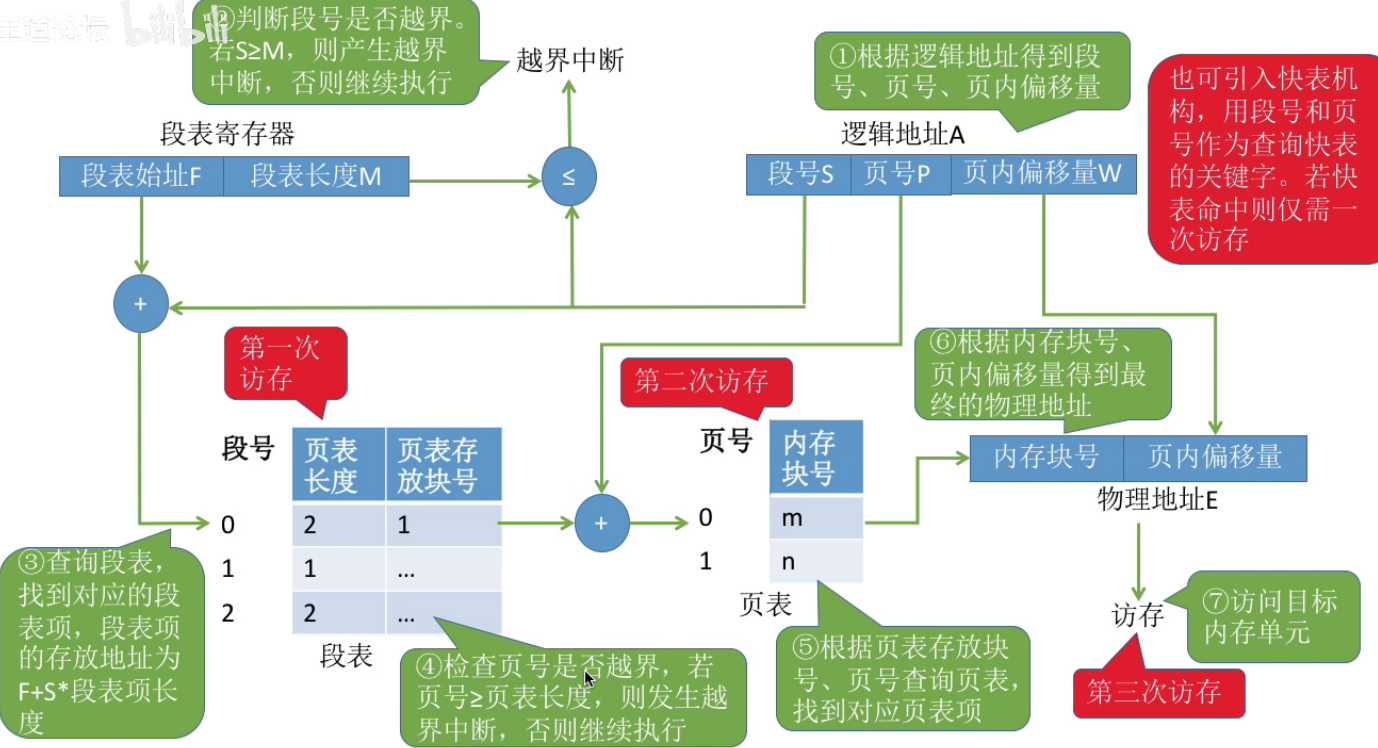 王道论坛 bilibili
②判断段号是否越界。
若S≥M，则产生越界
中断，否则继续执行
越界中断
①根据逻辑地址得到段
号、页号、页内偏移量
也可引入快表机
构，用段号和页
号作为查询快表
的关键字。若快
表命中则仅需一
次访存
段表寄存器
段表始址F 段表长度M
≤
逻辑地址A
段号S 页号P 页内偏移量W
+
第一次
访存
第二次访存
⑥根据内存块号、
页内偏移量得到最
终的物理地址
段号 页表
长度 页表存
放块号
0 2 1
1 1 ...
2 2 ...
段表
+
页号 内存
块号
0 m
1 n
页表
内存块号 页内偏移量
物理地址E
③查询段表，
找到对应的段
表项，段表项
的存放地址为
F+S*段表项长
度
④检查页号是否越界，若
页号≥页表长度，则发生越
界中断，否则继续执行
⑤根据页表存放块
号、页号查询页表，
找到对应页表项
访存
⑦访问目标
内存单元
第三次访存